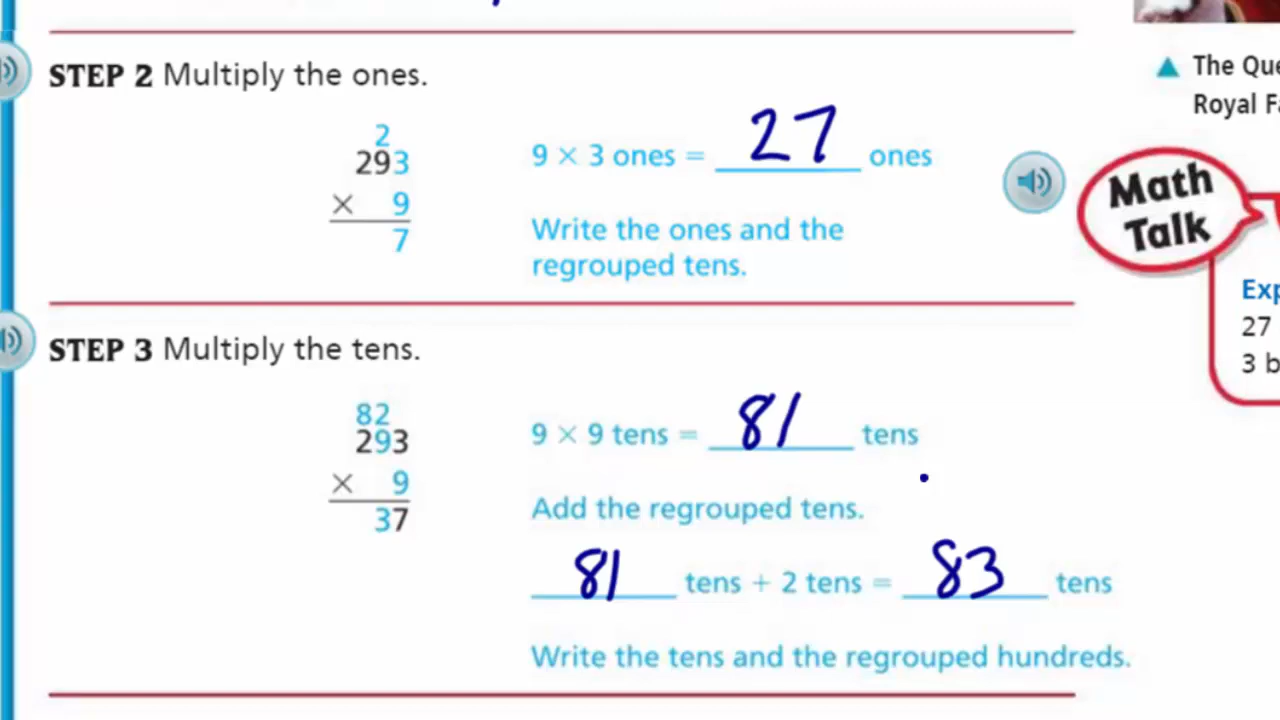 STEP 2 Multiply the ones.
2
293
× 9
7
9 × 3 ones = 27 ones
Write the ones and the
regrouped tens.
STEP 3 Multiply the tens.
82
293
× 9
37
9 × 9 tens = 81 tens
Add the regrouped tens.
81 tens + 2 tens = 83 tens
Write the tens and the regrouped hundreds.
▲ The
Royal
Math
Talk
27
3